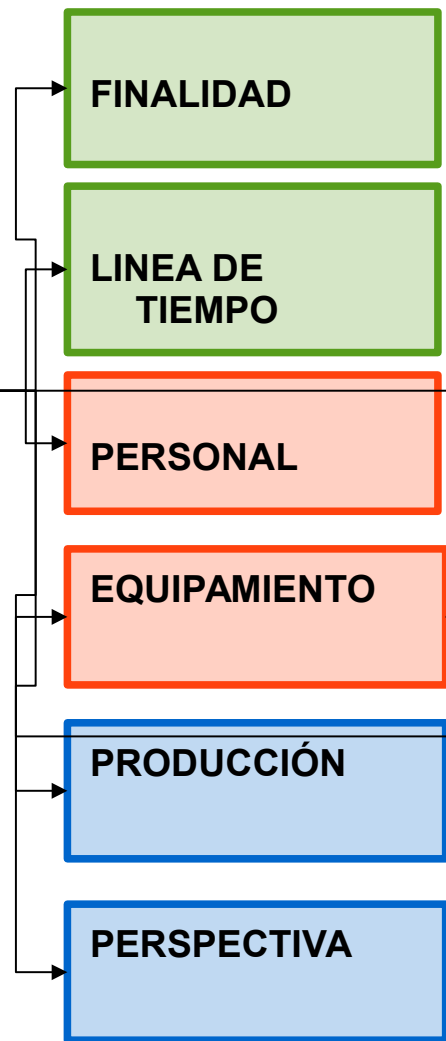 FINALIDAD
LINEA DE
TIEMPO
PERSONAL
EQUIPAMIENTO
PRODUCCIÓN
PERSPECTIVA